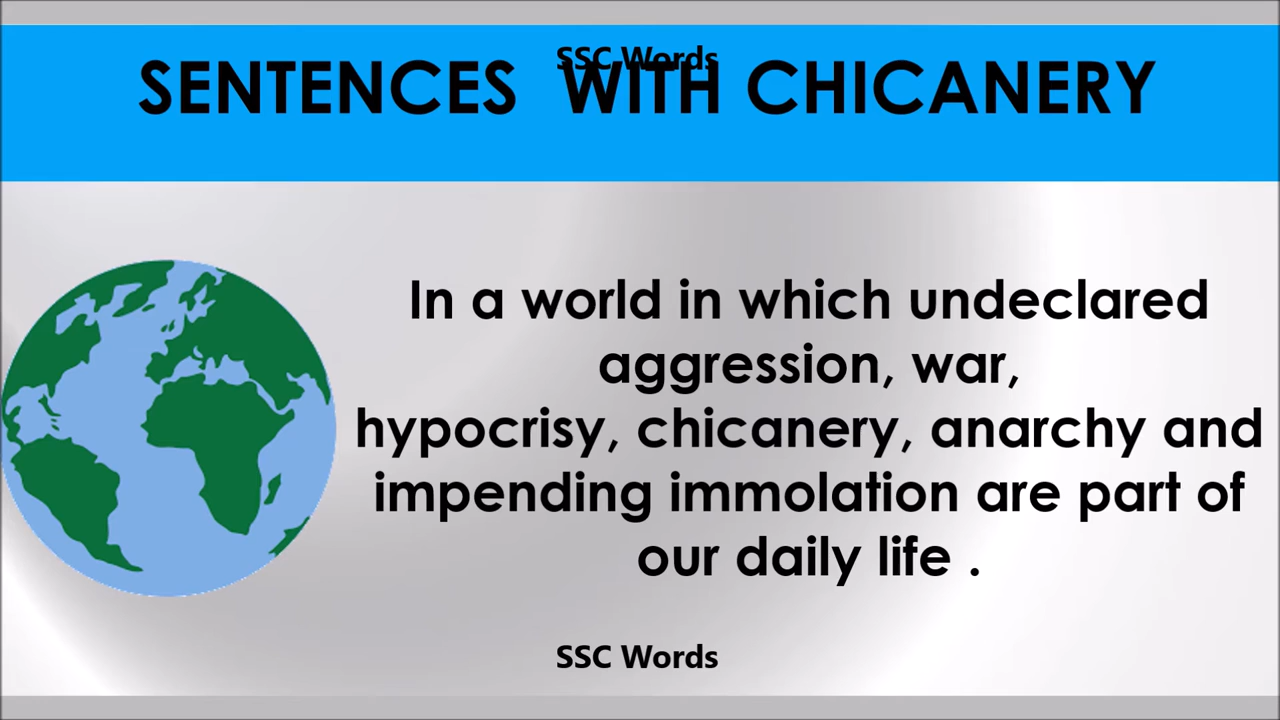 SSC Words
SENTENCES WITH CHICANERY
In a world in which undeclared
aggression, war,
hypocrisy, chicanery, anarchy and
impending immolation are part of
our daily life .
SSC Words